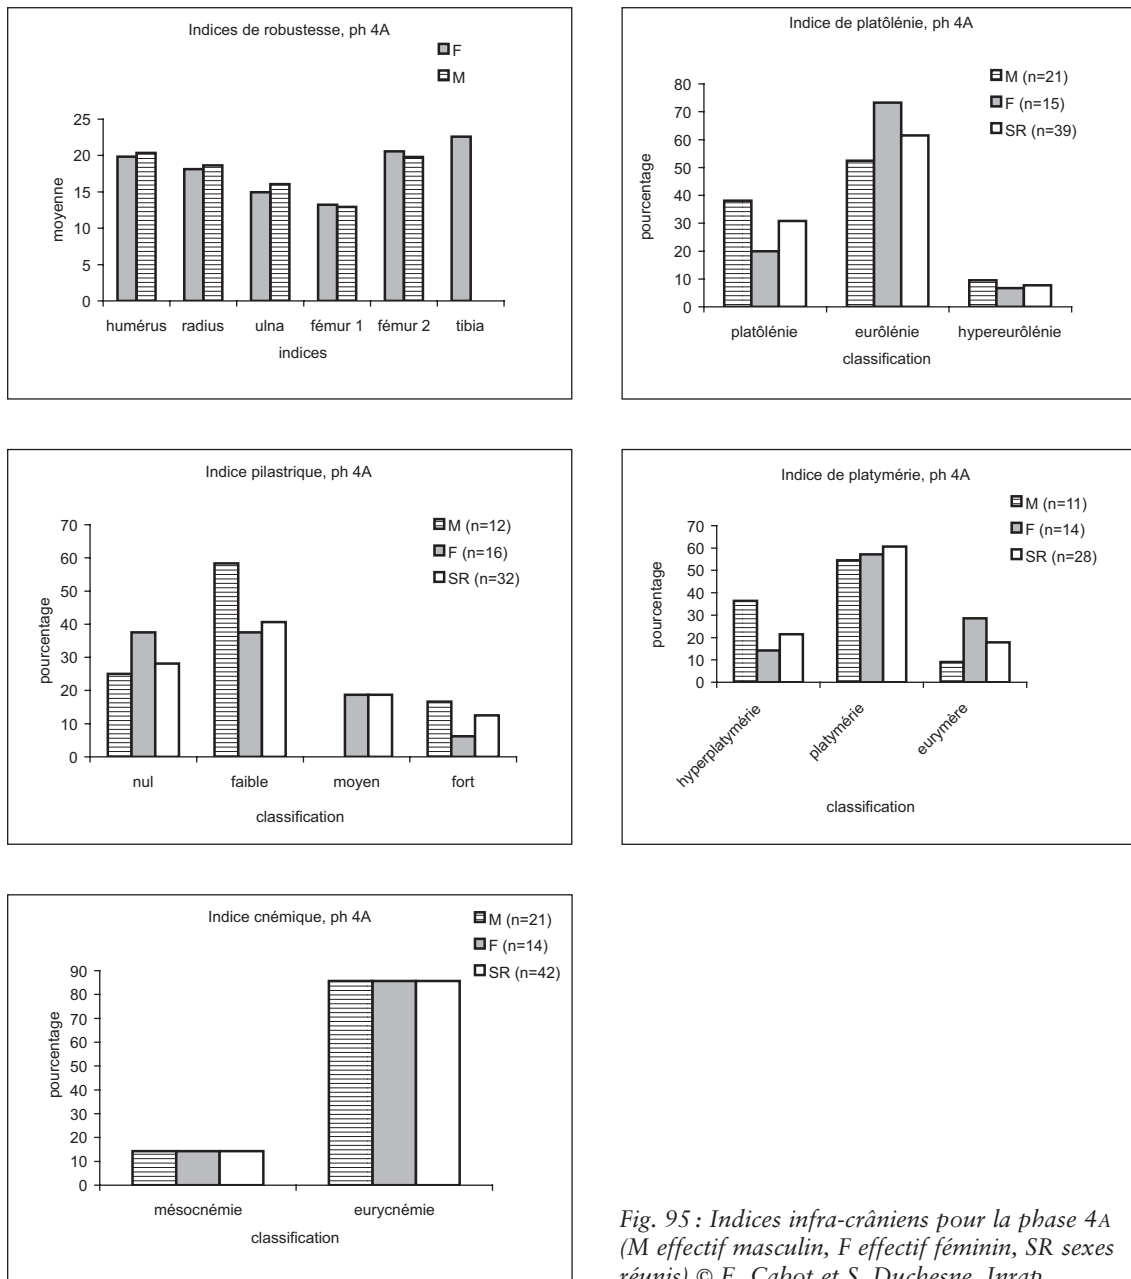 Indices de robustesse, ph 4A
F
M
25
20
15
10
5
0
moyenne
humérus radius ulna fémur 1 fémur 2 tibia
indices
Indice de platôlénie, ph 4A
M (n=21)
F (n=15)
SR (n=39)
80
70
60
50
40
30
20
10
0
pourcentage
platôlénie eurôlénie hypereurôlénie
classification
Indice pilastrique, ph 4A
M (n=12)
F (n=16)
SR (n=32)
70
60
50
40
30
20
10
0
pourcentage
nul faible moyen fort
classification
Indice de platymérie, ph 4A
M (n=11)
F (n=14)
SR (n=28)
70
60
50
40
30
20
10
0
pourcentage
hyperplatymérie platymérie eurymère
classification
Indice cnémique, ph 4A
M (n=21)
F (n=14)
SR (n=42)
90
80
70
60
50
40
30
20
10
0
pourcentage
mésocnémie eurycnémie
classification
Fig. 95 : Indices infra-crâniens pour la phase 4A
(M effectif masculin, F effectif féminin, SR sexes
réunis) © E. Cabot et S. Duchesne, Inrap